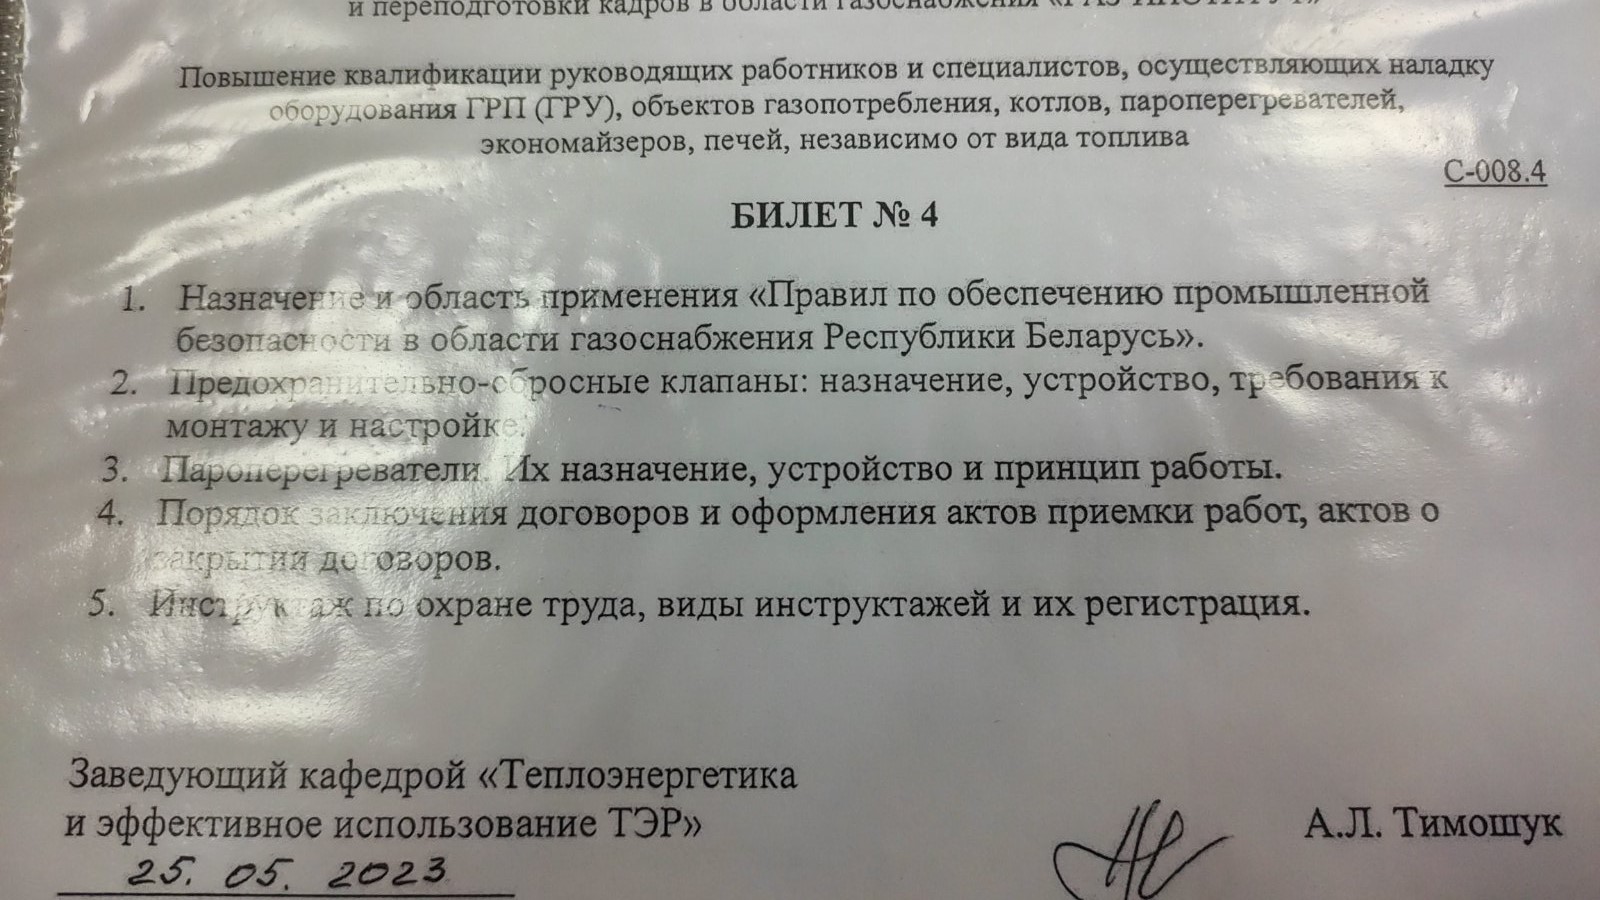 и переподготовки кадров в области газоснабжения «ГАЗ-ИНСТИТУТ»
Повышение квалификации руководящих работников и специалистов, осуществляющих наладку
оборудования ГРП (ГРУ), объектов газопотребления, котлов, пароперегревателей,
экономайзеров, печей, независимо от вида топлива
С-008.4
БИЛЕТ № 4
1. Назначение и область применения «Правил по обеспечению промышленной
безопасности в области газоснабжения Республики Беларусь».
2. Предохранительно-сбросные клапаны: назначение, устройство, требования к
монтажу и настройке.
3. Пароперегреватели. Их назначение, устройство и принцип работы.
4. Порядок заключения договоров и оформления актов приемки работ, актов о
закрытии договоров.
5. Инструктаж по охране труда, виды инструктажей и их регистрация.
Заведующий кафедрой «Теплоэнергетика
и эффективное использование ТЭР»
А.Л. Тимошук
25. 05. 2023